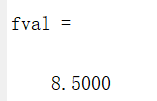 fval =
8.5000